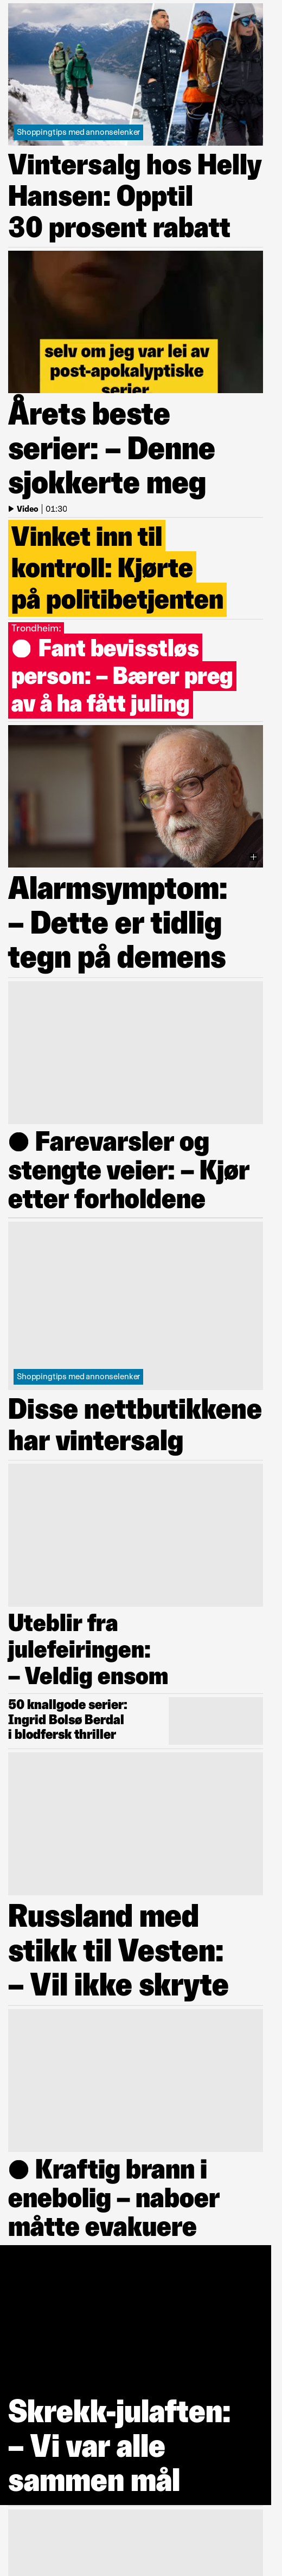 Shoppingtips med annonselenker
Vintersalg hos Helly
Hansen: Opptil
30 prosent rabatt
selv om jeg var lei av
post-apokalyptiske
serier
Årets beste
serier: – Denne
sjokkerte meg
Video | 01:30
Vinket inn til
kontroll: Kjørte
på politibetjenten
Trondheim:
● Fant bevisstløs
person: – Bærer preg
av å ha fått juling
Alarmsymptom:
– Dette er tidlig
tegn på demens
● Farevarsler og
stengte veier: – Kjør
etter forholdene
Shoppingtips med annonselenker
Disse nettbutikkene
har vintersalg
Uteblir fra
julefeiringen:
– Veldig ensom
50 knallgode serier:
Ingrid Bolsø Berdal
i blodfersk thriller
Russland med
stikk til Vesten:
– Vil ikke skryte
● Kraftig brann i
enebolig – naboer
måtte evakuere
Skrekk-julaften:
– Vi var alle
sammen mål